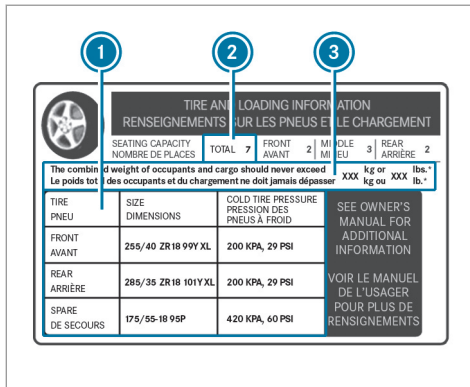 1
2
3
TIRE AND LOADING INFORMATION
RENSEIGNEMENTS SUR LES PNEUS ET LE CHARGEMENT
SEATING CAPACITY
NOMBRE DE PLACES
TOTAL 7
FRONT
AVANT
2
MIDDLE
MILIEU
3
REAR
ARRIÈRE
2
The combined weight of occupants and cargo should never exceed XXX kg or XXX lbs.*
Le poids total des occupants et du chargement ne doit jamais dépasser XXX kg ou XXX lb.*
TIRE
PNEU
SIZE
DIMENSIONS
COLD TIRE PRESSURE
PRESSION DES
PNEUS À FROID
FRONT
AVANT
255/40 ZR18 99Y XL
200 KPA, 29 PSI
REAR
ARRIÈRE
285/35 ZR18 101Y XL
200 KPA, 29 PSI
SPARE
DE SECOURS
175/55-18 95P
420 KPA, 60 PSI
SEE OWNER'S
MANUAL FOR
ADDITIONAL
INFORMATION
VOIR LE MANUEL
DE L'USAGER
POUR PLUS DE
RENSIGNEMENTS